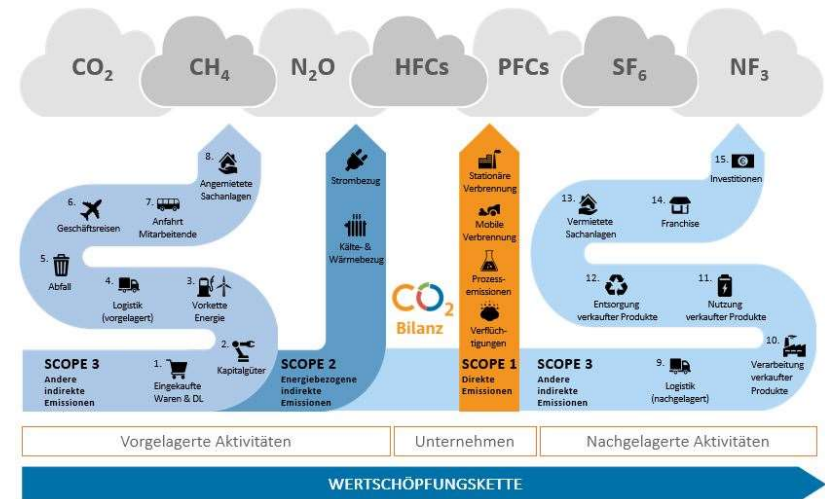 CO₂ CH₄ N₂O HFCs PFCs SF₆ NF₃
8.
Angemietete
Sachanlagen
6.
Geschäftsreisen
7.
Anfahrt
Mitarbeitende
5.
Abfall
4.
Logistik
(vorgelagert)
3.
Vorkette
Energie
2.
Kapitalgüter
SCOPE 3
Andere
indirekte
Emissionen
1.
Eingekaufte
Waren & DL
Strombezug
Kälte- &
Wärmebezug
SCOPE 2
Energiebezogene
indirekte
Emissionen
CO₂
Bilanz
Stationäre
Verbrennung
Mobile
Verbrennung
Prozess-
emissionen
Verflüch-
tigungen
SCOPE 1
Direkte
Emissionen
15.
Investitionen
13.
Vermietete
Sachanlagen
14.
Franchise
12.
Entsorgung
verkaufter Produkte
11.
Nutzung
verkaufter Produkte
10.
Verarbeitung
verkaufter
Produkte
SCOPE 3
Andere
indirekte
Emissionen
9.
Logistik
(nachgelagert)
Vorgelagerte Aktivitäten
Unternehmen
Nachgelagerte Aktivitäten
WERTSCHÖPFUNGSKETTE